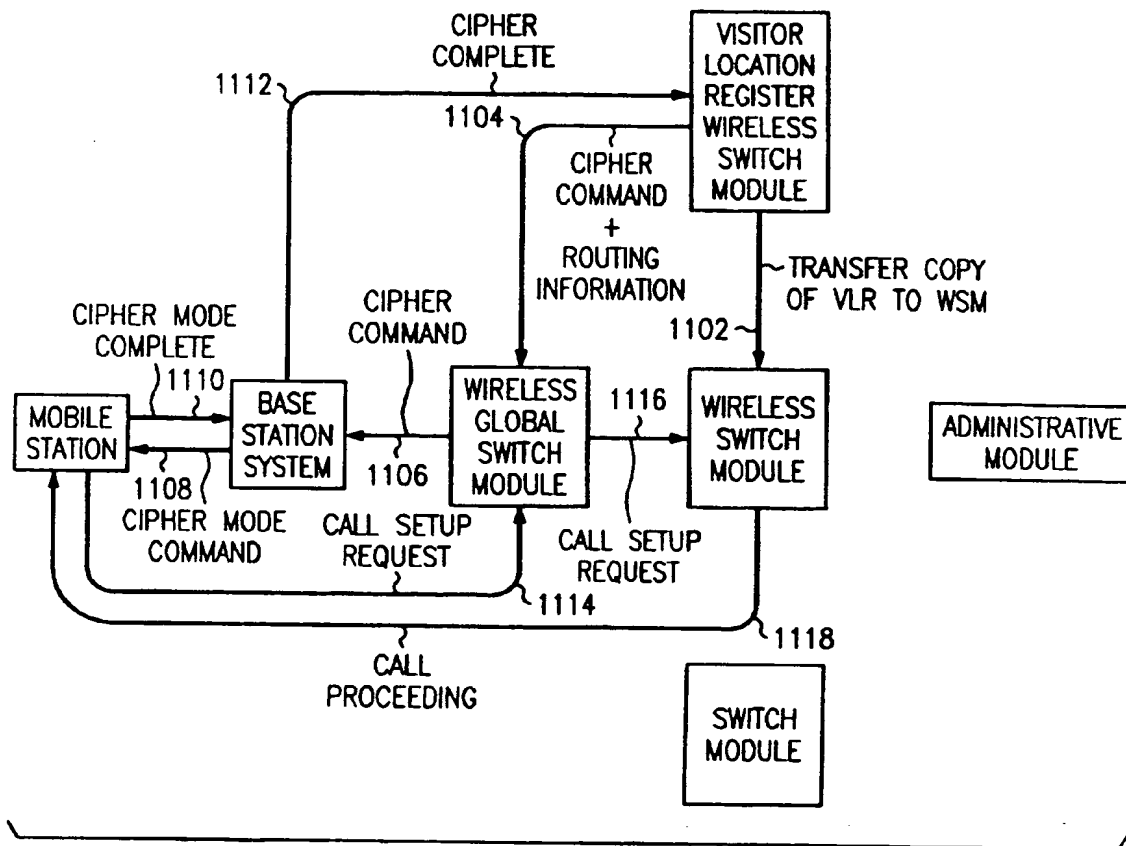 CIPHER
COMPLETE
1112
VISITOR
LOCATION
REGISTER
WIRELESS
SWITCH
MODULE
1104
CIPHER
COMMAND
+
ROUTING
INFORMATION
TRANSFER COPY
OF VLR TO WSM
1102
CIPHER
COMMAND
CIPHER MODE
COMPLETE
1110
MOBILE
STATION
BASE
STATION
SYSTEM
1106
WIRELESS
GLOBAL
SWITCH
MODULE
1116
WIRELESS
SWITCH
MODULE
ADMINISTRATIVE
MODULE
1108
CIPHER MODE
COMMAND
CALL SETUP
REQUEST
CALL SETUP
REQUEST
1114
1118
CALL
PROCEEDING
SWITCH
MODULE